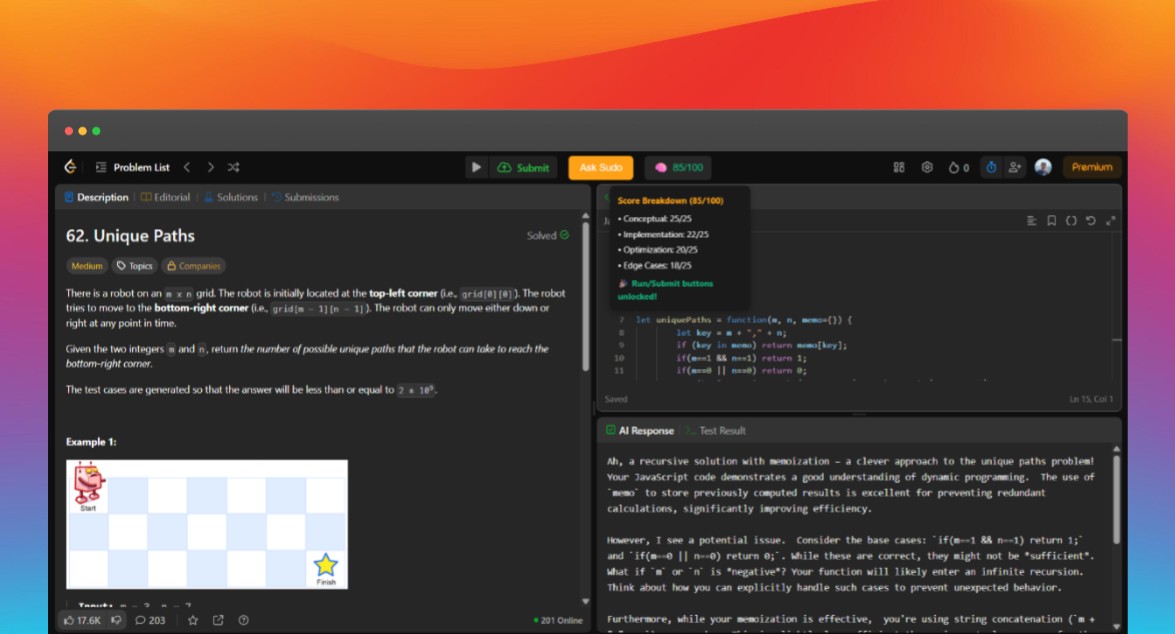 Problem List
Submit
Ask Sudo
85/100
0
Premium
Description
Editorial
Solutions
Submissions
62. Unique Paths
Solved
Medium
Topics
Companies
There is a robot on an m x n grid. The robot is initially located at the top-left corner (i.e., grid[0][0]). The robot
tries to move to the bottom-right corner (i.e., grid[m - 1][n - 1]). The robot can only move either down or
right at any point in time.
Given the two integers m and n, return the number of possible unique paths that the robot can take to reach the
bottom-right corner.
The test cases are generated so that the answer will be less than or equal to 2 * 10⁹.
Example 1:
Start
Finish
Input: m = 3, n = 7
17.6K
203
201 Online
Score Breakdown (85/100)
• Conceptual: 25/25
• Implementation: 22/25
• Optimization: 20/25
• Edge Cases: 18/25
Run/Submit buttons
unlocked!
7 let uniquePaths = function(m, n, memo={}) {
8 let key = m + "," + n;
9 if (key in memo) return memo[key];
10 if(m==1 && n==1) return 1;
11 if(m==0 || n==0) return 0;
Saved
Ln 15, Col 1
AI Response
Test Result
Ah, a recursive solution with memoization – a clever approach to the unique paths problem!
Your JavaScript code demonstrates a good understanding of dynamic programming. The use of
`memo` to store previously computed results is excellent for preventing redundant
calculations, significantly improving efficiency.
However, I see a potential issue. Consider the base cases: `if(m==1 && n==1) return 1;`
and `if(m==0 || n==0) return 0;`. While these are correct, they might not be *sufficient*.
What if `m` or `n` is *negative*? Your function will likely enter an infinite recursion.
Think about how you can explicitly handle such cases to prevent unexpected behavior.
Furthermore, while your memoization is effective, you're using string concatenation (`m +